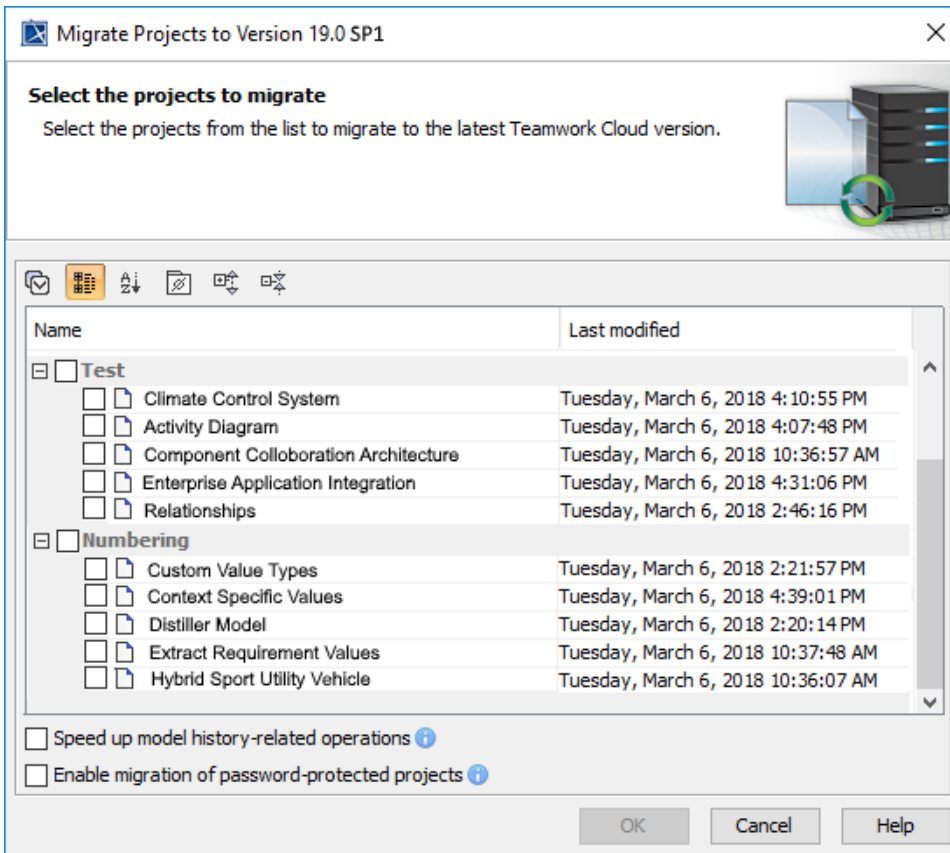 Migrate Projects to Version 19.0 SP1
Select the projects to migrate
Select the projects from the list to migrate to the latest Teamwork Cloud version.
Name Last modified
Test
Climate Control System Tuesday, March 6, 2018 4:10:55 PM
Activity Diagram Tuesday, March 6, 2018 4:07:48 PM
Component Colloboration Architecture Tuesday, March 6, 2018 10:36:57 AM
Enterprise Application Integration Tuesday, March 6, 2018 4:31:06 PM
Relationships Tuesday, March 6, 2018 2:46:16 PM
Numbering
Custom Value Types Tuesday, March 6, 2018 2:21:57 PM
Context Specific Values Tuesday, March 6, 2018 4:39:01 PM
Distiller Model Tuesday, March 6, 2018 2:20:14 PM
Extract Requirement Values Tuesday, March 6, 2018 10:37:48 AM
Hybrid Sport Utility Vehicle Tuesday, March 6, 2018 10:36:07 AM
Speed up model history-related operations
Enable migration of password-protected projects
OK Cancel Help